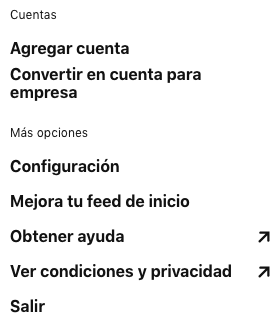 Cuentas
Agregar cuenta
Convertir en cuenta para
empresa
Más opciones
Configuración
Mejora tu feed de inicio
Obtener ayuda
Ver condiciones y privacidad
Salir